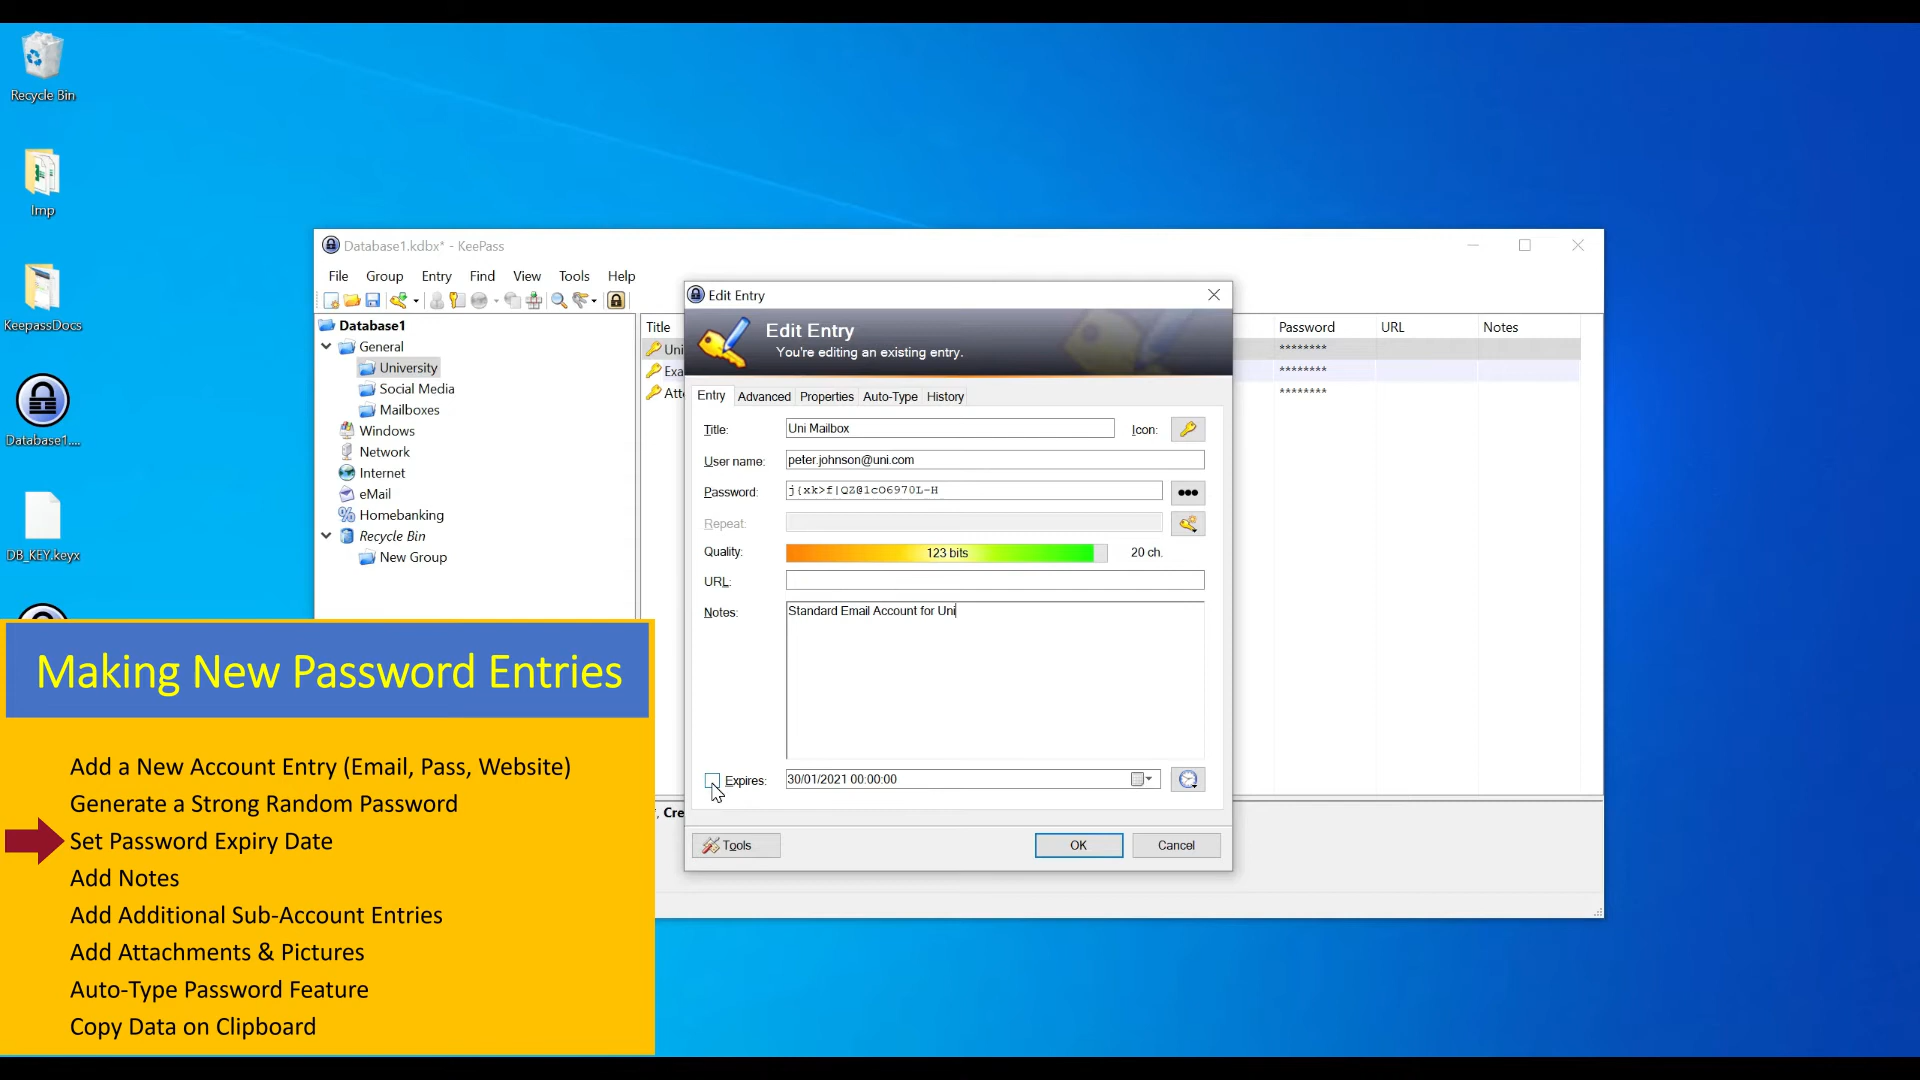 Recycle Bin
Imp
KeepassDocs
Database1....
DB_KEY.keyx
Database1.kdbx* - KeePass
File Group Entry Find View Tools Help
Database1
General
University
Social Media
Mailboxes
Windows
Network
Internet
eMail
Homebanking
Recycle Bin
New Group
Title Password URL Notes
Uni ********
Exa ********
Att ********
, Cre
Edit Entry
Edit Entry
You're editing an existing entry.
Entry Advanced Properties Auto-Type History
Title: Uni Mailbox Icon:
User name: peter.johnson@uni.com
Password: j{xk>f|QZ@1cO6970L-H
Repeat:
Quality: 123 bits 20 ch.
URL:
Notes: Standard Email Account for Uni
Expires: 30/01/2021 00:00:00
Tools OK Cancel
Making New Password Entries
Add a New Account Entry (Email, Pass, Website)
Generate a Strong Random Password
Set Password Expiry Date
Add Notes
Add Additional Sub-Account Entries
Add Attachments & Pictures
Auto-Type Password Feature
Copy Data on Clipboard